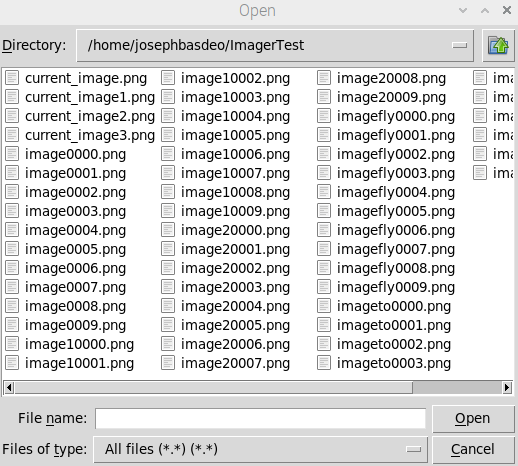 Open
Directory: /home/josephbasdeo/ImagerTest
current_image.png
current_image1.png
current_image2.png
current_image3.png
image0000.png
image0001.png
image0002.png
image0003.png
image0004.png
image0005.png
image0006.png
image0007.png
image0008.png
image0009.png
image10000.png
image10001.png
image10002.png
image10003.png
image10004.png
image10005.png
image10006.png
image10007.png
image10008.png
image10009.png
image20000.png
image20001.png
image20002.png
image20003.png
image20004.png
image20005.png
image20006.png
image20007.png
image20008.png
image20009.png
imagefly0000.png
imagefly0001.png
imagefly0002.png
imagefly0003.png
imagefly0004.png
imagefly0005.png
imagefly0006.png
imagefly0007.png
imagefly0008.png
imagefly0009.png
imageto0000.png
imageto0001.png
imageto0002.png
imageto0003.png
File name: Open
Files of type: All files (*.*) (*.*) Cancel